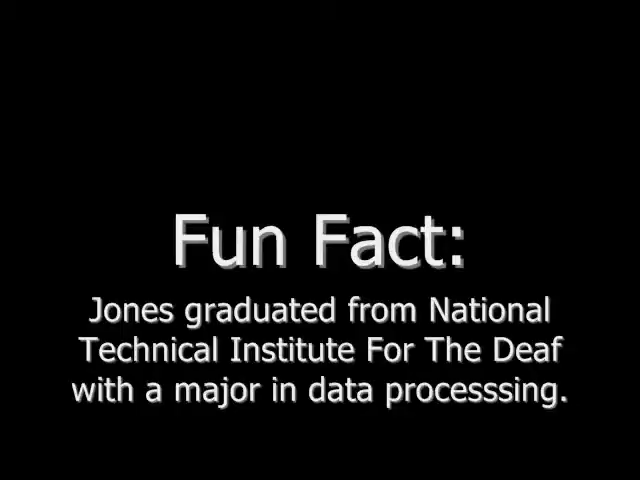 Fun Fact:
Jones graduated from National
Technical Institute For The Deaf
with a major in data processsing.